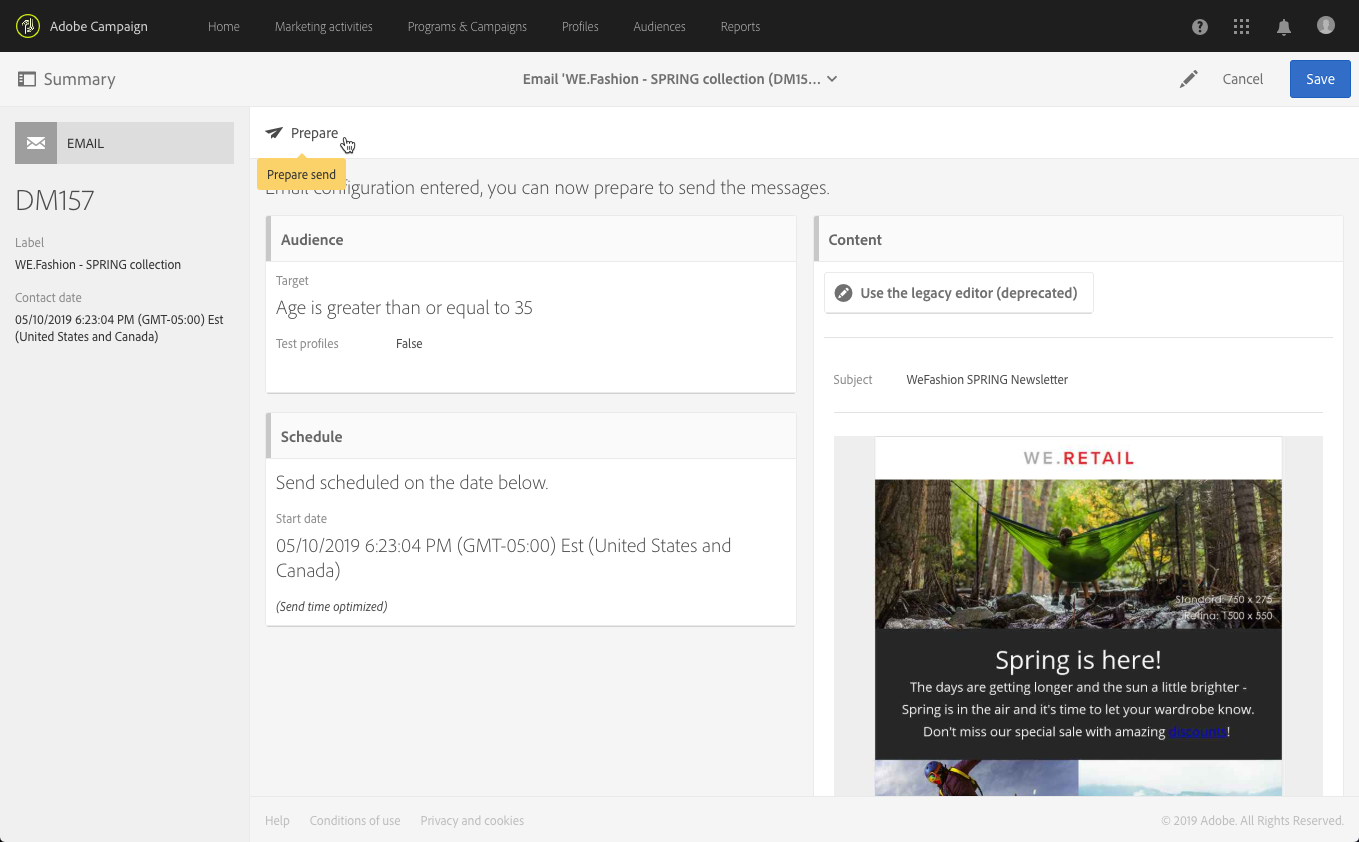 Adobe Campaign
Home
Marketing activities
Programs & Campaigns
Profiles
Audiences
Reports
Summary
Email 'WE.Fashion - SPRING collection (DM15...
Cancel
Save
EMAIL
DM157
Label
WE.Fashion - SPRING collection
Contact date
05/10/2019 6:23:04 PM (GMT-05:00) Est
(United States and Canada)
Prepare
Prepare send
Email configuration entered, you can now prepare to send the messages.
Audience
Target
Age is greater than or equal to 35
Test profiles False
Schedule
Send scheduled on the date below.
Start date
05/10/2019 6:23:04 PM (GMT-05:00) Est (United States and
Canada)
(Send time optimized)
Content
Use the legacy editor (deprecated)
Subject WeFashion SPRING Newsletter
WE.RETAIL
Standard: 750 x 275
Retina: 1500 x 550
Spring is here!
The days are getting longer and the sun a little brighter -
Spring is in the air and it's time to let your wardrobe know.
Don't miss our special sale with amazing discounts!
Help
Conditions of use
Privacy and cookies
© 2019 Adobe. All Rights Reserved.